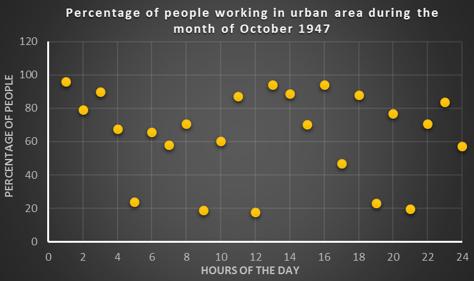 Percentage of people working in urban area during the
month of October 1947
PERCENTAGE OF PEOPLE
120
100
80
60
40
20
0
0 2 4 6 8 10 12 14 16 18 20 22 24
HOURS OF THE DAY